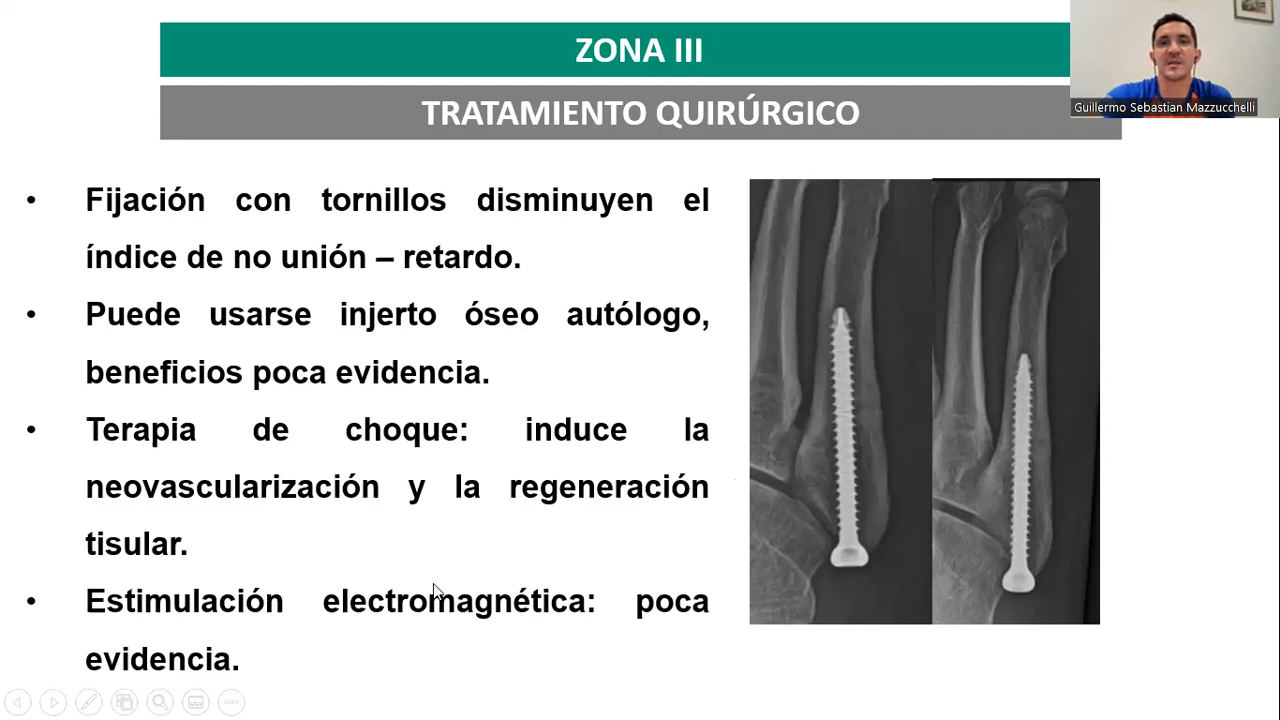 ZONA III
TRATAMIENTO QUIRÚRGICO
Guillermo Sebastian Mazzucchelli
• Fijación con tornillos disminuyen el
índice de no unión – retardo.
• Puede usarse injerto óseo autólogo,
beneficios poca evidencia.
• Terapia de choque: induce la
neovascularización y la regeneración
tisular.
• Estimulación electromagnética: poca
evidencia.